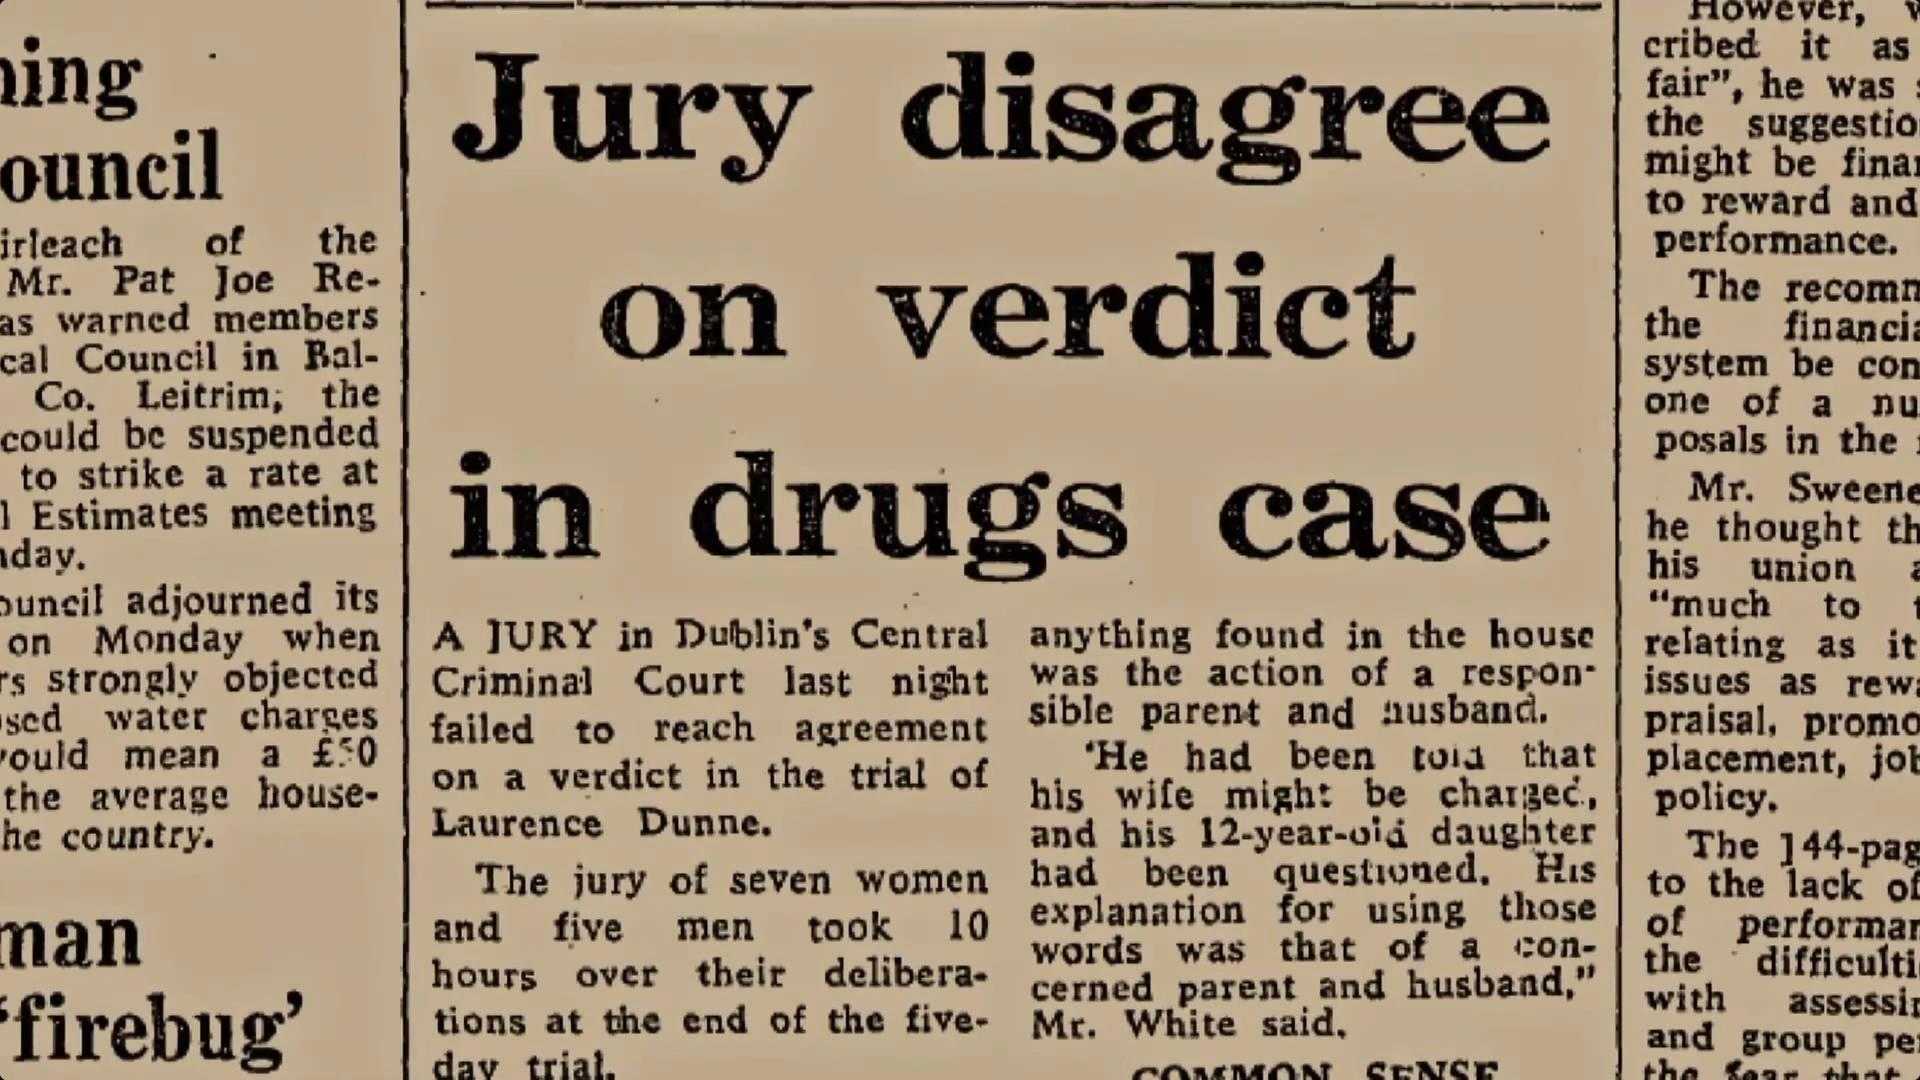 ning
ouncil
irleach of the
Mr. Pat Joe Re-
as warned members
cal Council in Bal-
Co. Leitrim, the
could be suspended
to strike a rate at
l Estimates meeting
nday.
ouncil adjourned its
on Monday when
rs strongly objected
sed water charges
would mean a
the average house-
he country.
man
'firebug'
Jury disagree
on verdict
in drugs case
A JURY in Dublin's Central
Criminal Court last night
failed to reach agreement
on a verdict in the trial of
Laurence Dunne.
The jury of seven women
and five men took 10
hours over their delibera-
tions at the end of the five-
day trial.
anything found in the house
was the action of a respon-
sible parent and husband.
"He had been told that
his wife might be charged,
and his 12-year-old daughter
had been questioned. His
explanation for using those
words was that of a con-
cerned parent and husband,"
Mr. White said.
COMMON SENSE
However, w
cribed it as
fair", he was s
the suggestio
might be finan
to reward and
performance.
The recomm
the financia
system be con
one of a nu
posals in the
Mr. Sweene
he thought th
his union a
"much to t
relating as it
issues as rewa
praisal, promo
placement, job
policy.
The 144-pag
to the lack of
of performan
the difficulti
with assessin
and group per
the fear that